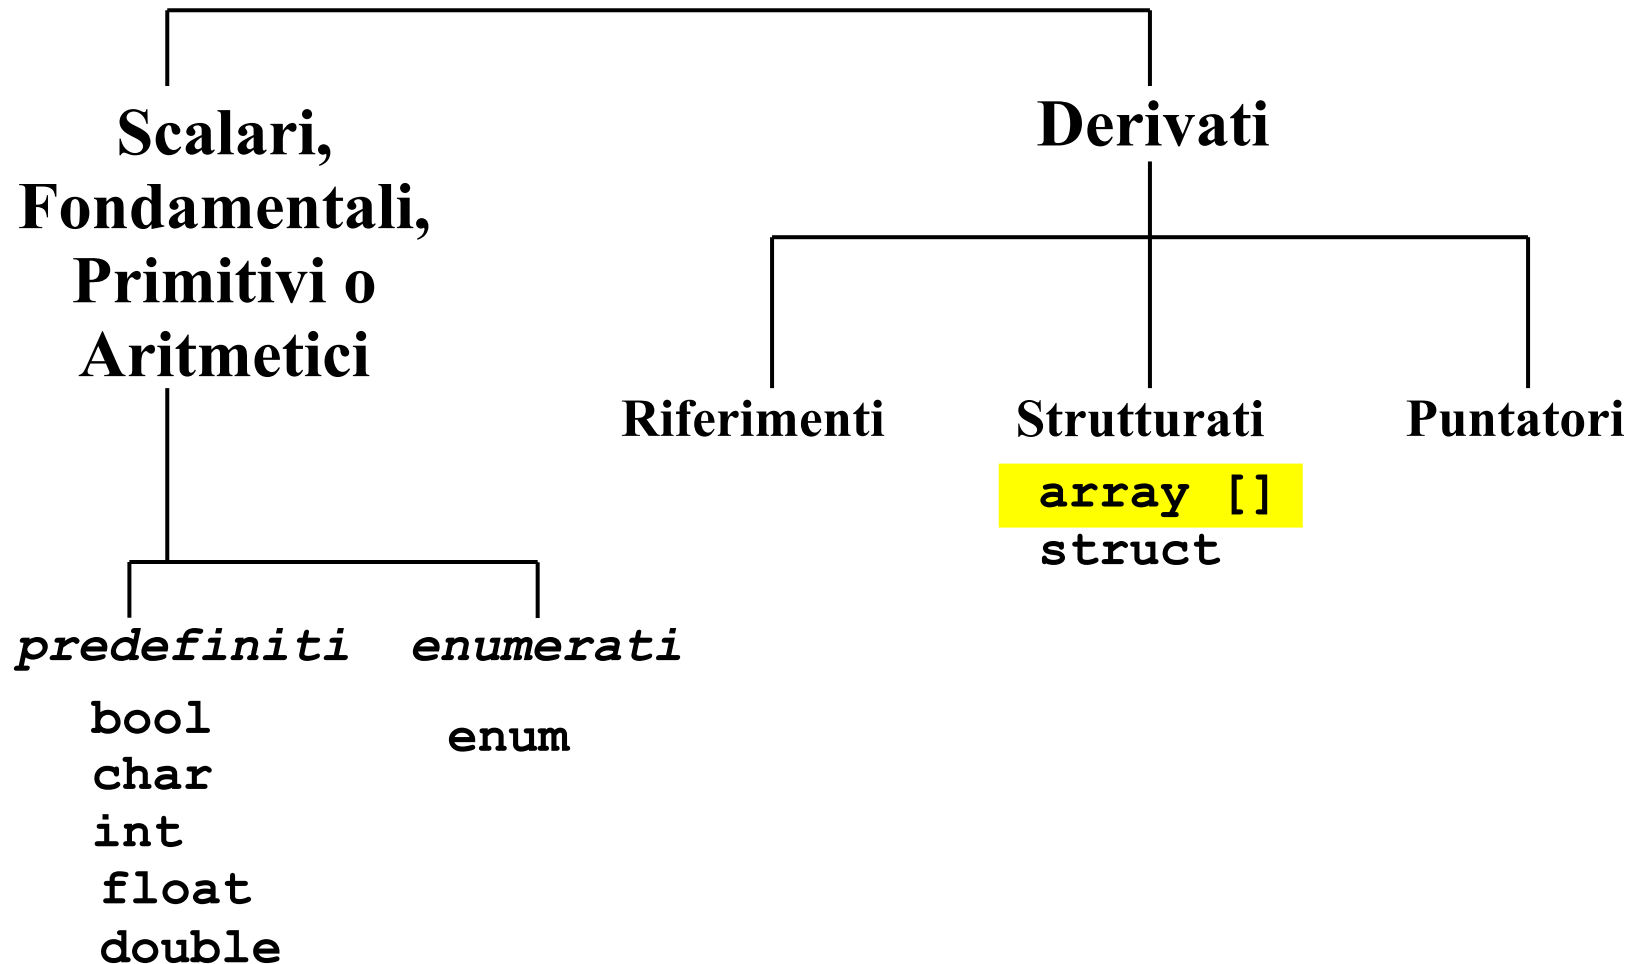 Scalari,
Fondamentali,
Primitivi o
Aritmetici
predefiniti
bool
char
int
float
double
enumerati
enum
Derivati
Riferimenti
Strutturati
array []
struct
Puntatori